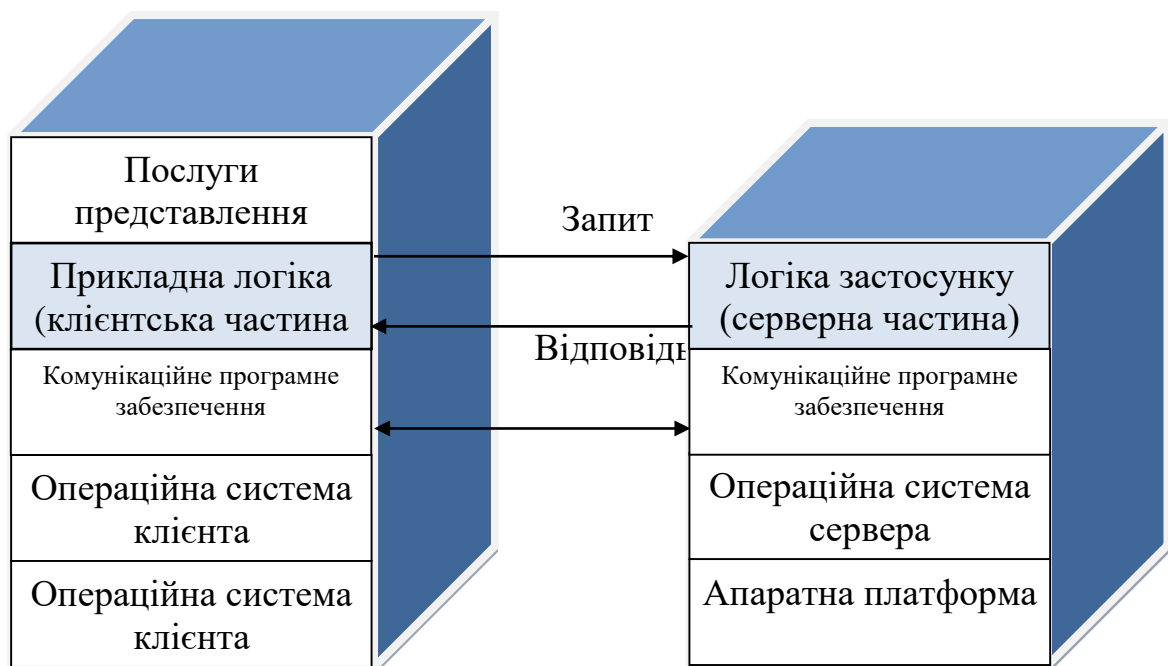 Послуги
представлення
Прикладна логіка
(клієнтська частина
Комунікаційне програмне
забезпечення
Операційна система
клієнта
Операційна система
клієнта
Запит
Відповідь
Логіка застосунку
(серверна частина)
Комунікаційне програмне
забезпечення
Операційна система
сервера
Апаратна платформа